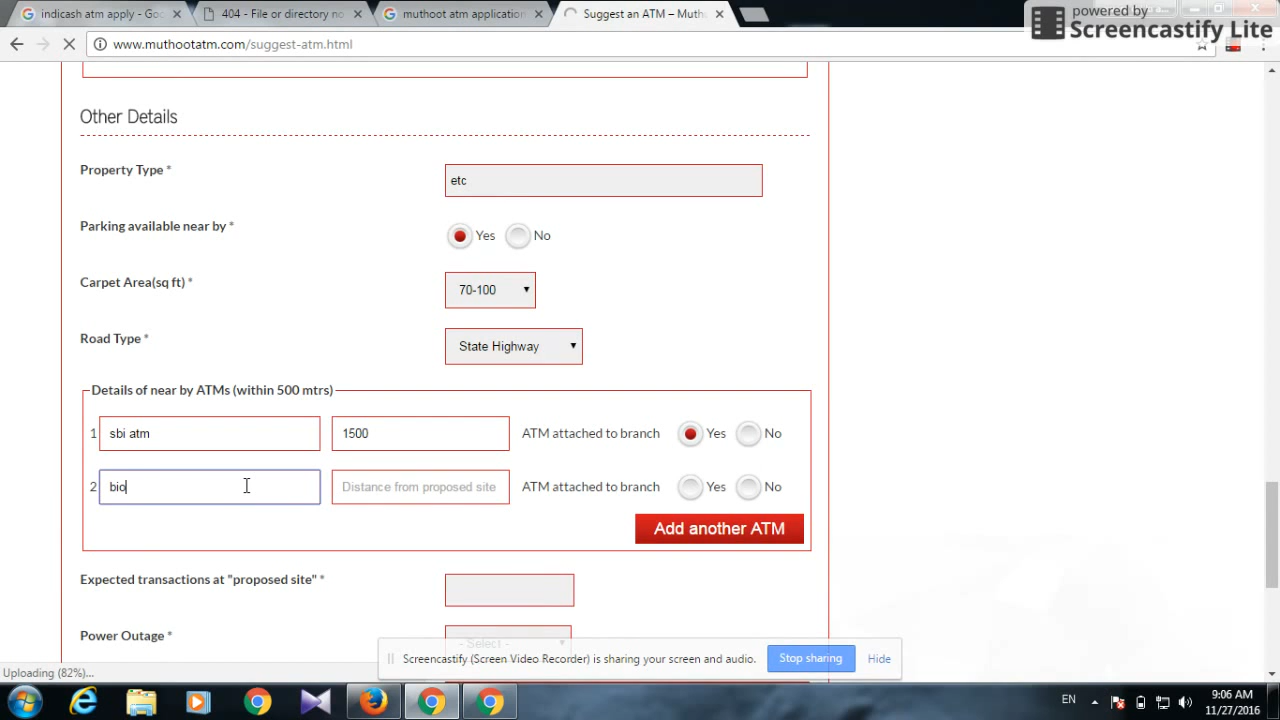 indicash apply - Goo
404 - File or directory n
muthoot atm application
Suggest an ATM – Muth
powered by
Screencastify Lite
www.muthootatm.com/suggest-atm.html
Other Details
Property Type *
etc
Parking available near by *
Yes
No
Carpet Area(sq ft) *
70-100
Road Type *
State Highway
Details of near by ATMs (within 500 mtrs)
1 sbi atm 1500 ATM attached to branch Yes No
2 bio Distance from proposed site ATM attached to branch Yes No
Add another ATM
Expected transactions at "proposed site" *
Power Outage *
- Select -
Screencastify (Screen Video Recorder) is sharing your screen and audio.
Stop sharing
Hide
Uploading (82%)...
EN
9:06 AM
11/27/2016